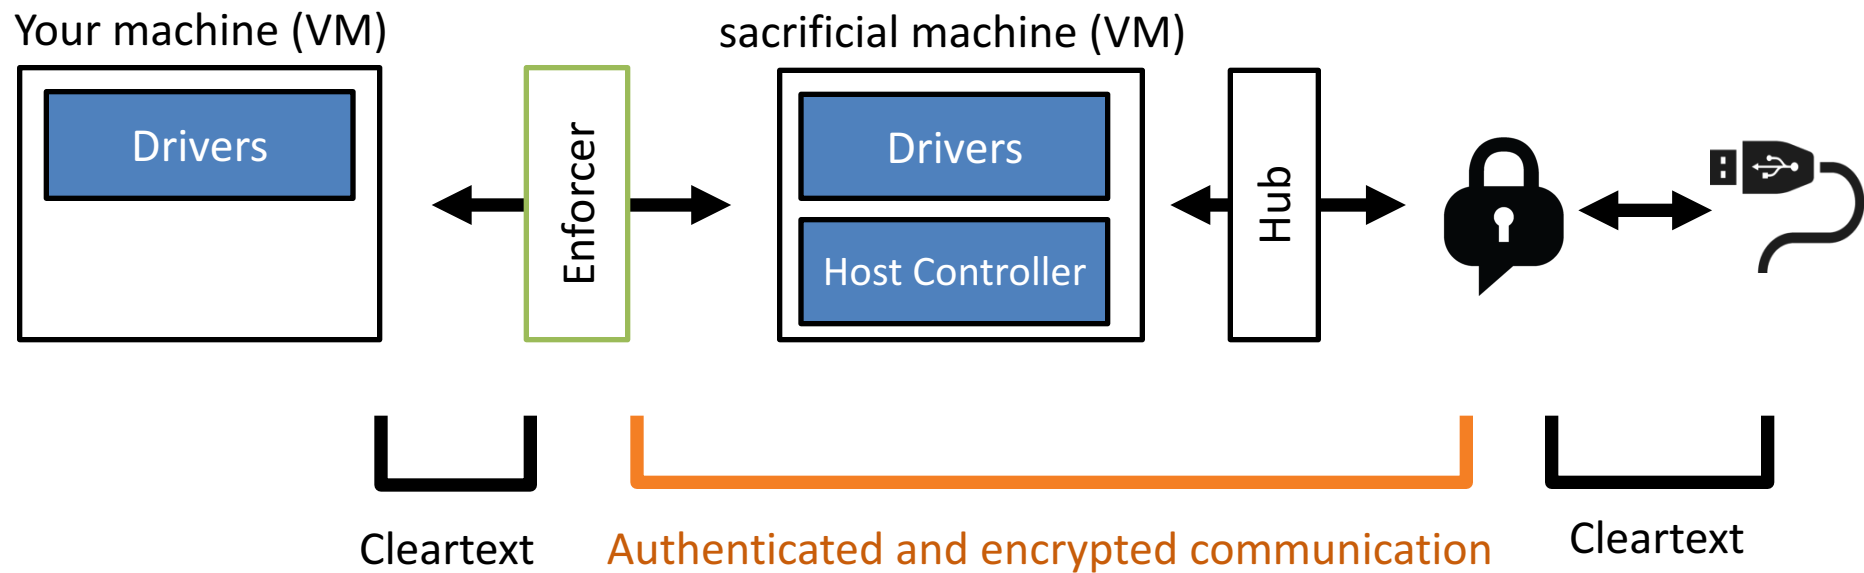 Your machine (VM)
sacrificial machine (VM)
Drivers
Enforcer
Drivers
Host Controller
Hub
Cleartext
Authenticated and encrypted communication
Cleartext